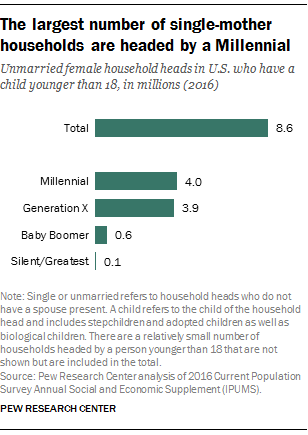 The largest number of single-mother
households are headed by a Millennial
Unmarried female household heads in U.S. who have a
child younger than 18, in millions (2016)
Total 8.6
Millennial 4.0
Generation X 3.9
Baby Boomer 0.6
Silent/Greatest 0.1
Note: Single or unmarried refers to household heads who do not
have a spouse present. A child refers to the child of the household
head and includes stepchildren and adopted children as well as
biological children. There are a relatively small number of
households headed by a person younger than 18 that are not
shown but are included in the total.
Source: Pew Research Center analysis of 2016 Current Population
Survey Annual Social and Economic Supplement (IPUMS).
PEW RESEARCH CENTER